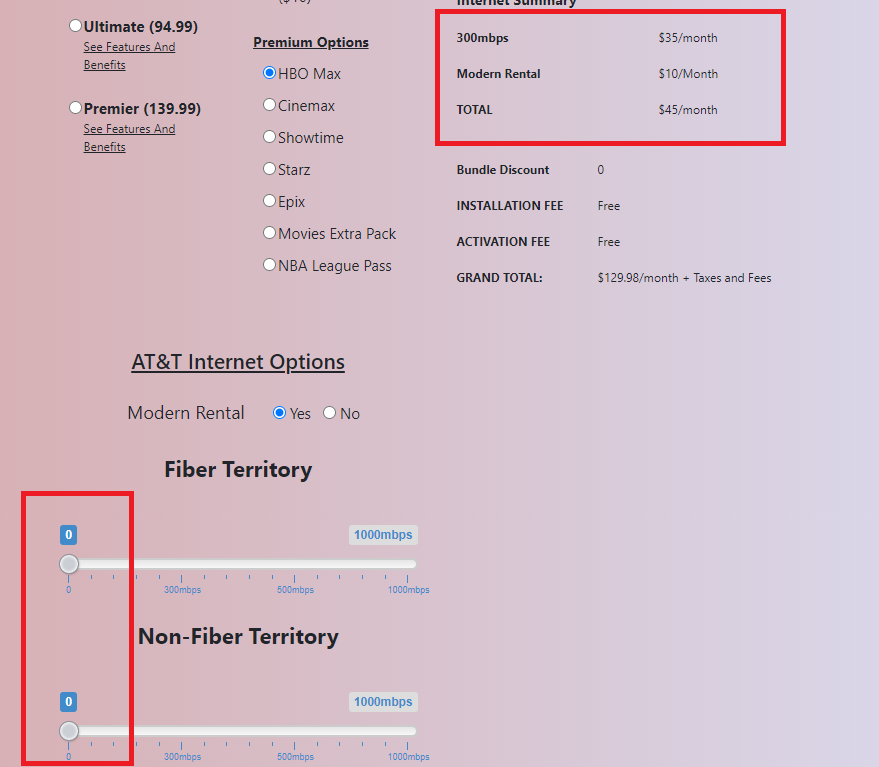 Internet Summary
Ultimate (94.99)
See Features And
Benefits
Premier (139.99)
See Features And
Benefits
Premium Options
HBO Max
Cinemax
Showtime
Starz
Epix
Movies Extra Pack
NBA League Pass
300mbps $35/month
Modern Rental $10/Month
TOTAL $45/month
Bundle Discount 0
INSTALLATION FEE Free
ACTIVATION FEE Free
GRAND TOTAL: $129.98/month + Taxes and Fees
AT&T Internet Options
Modern Rental Yes No
Fiber Territory
0 1000mbps
0 300mbps 500mbps 1000mbps
Non-Fiber Territory
0 1000mbps
0 300mbps 500mbps 1000mbps